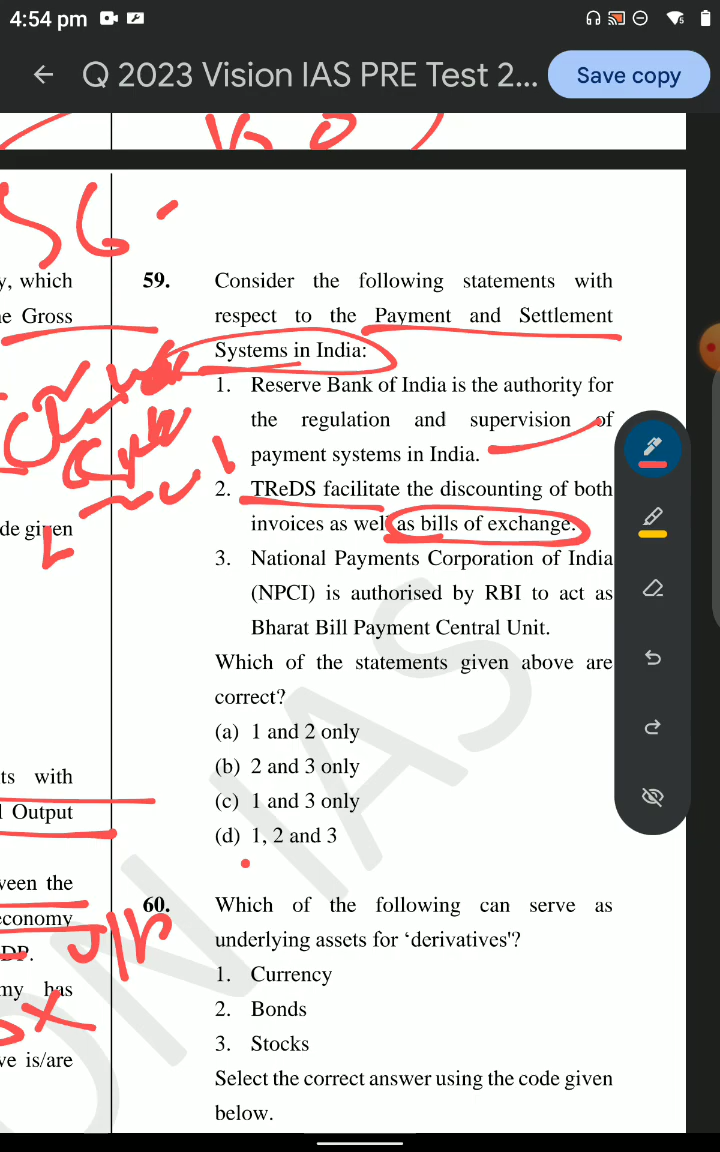 4:54 pm
Q 2023 Vision IAS PRE Test 2...
Save copy
y, which
e Gross
de given
ts with
Output
veen the
economy
DP.
my has
ve is/are
59. Consider the following statements with
respect to the Payment and Settlement
Systems in India:
1. Reserve Bank of India is the authority for
the regulation and supervision of
payment systems in India.
2. TReDS facilitate the discounting of both
invoices as well as bills of exchange.
3. National Payments Corporation of India
(NPCI) is authorised by RBI to act as
Bharat Bill Payment Central Unit.
Which of the statements given above are
correct?
(a) 1 and 2 only
(b) 2 and 3 only
(c) 1 and 3 only
(d) 1, 2 and 3
60. Which of the following can serve as
underlying assets for ‘derivatives'?
1. Currency
2. Bonds
3. Stocks
Select the correct answer using the code given
below.